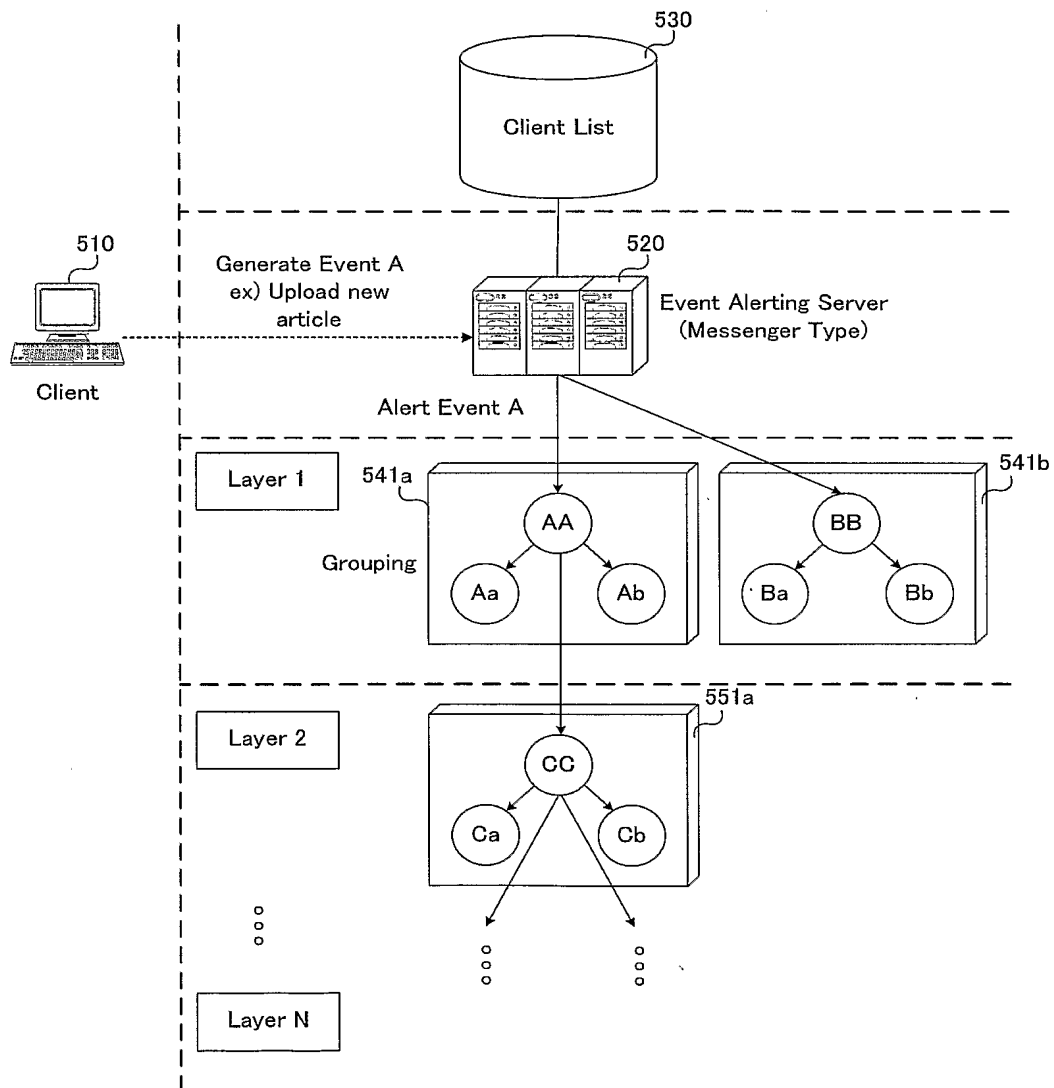 530
Client List
510
Generate Event A
ex) Upload new
article
520
Event Alerting Server
(Messenger Type)
Client
Alert Event A
Layer 1
541a
541b
AA
BB
Grouping
Aa
Ab
Ba
Bb
Layer 2
551a
CC
Ca
Cb
Layer N